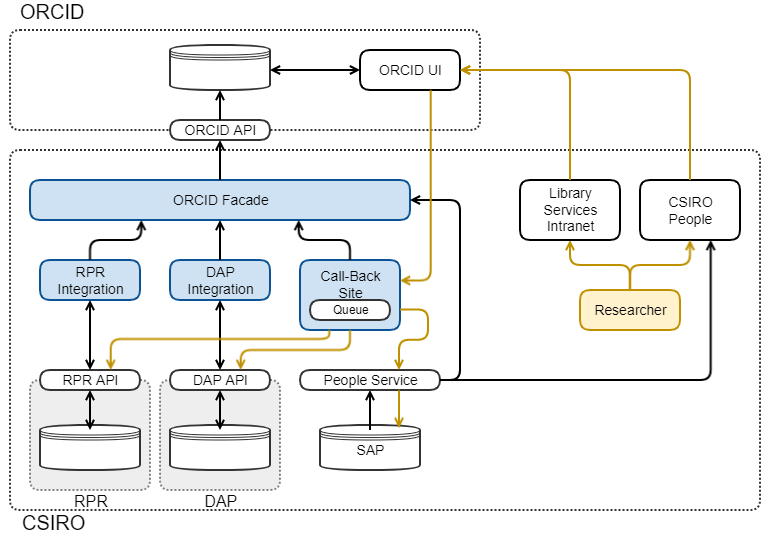 ORCID
ORCID UI
ORCID API
ORCID Facade
Library
Services
Intranet
CSIRO
People
RPR
Integration
DAP
Integration
Call-Back
Site
Queue
Researcher
RPR API
DAP API
People Service
SAP
RPR
DAP
CSIRO